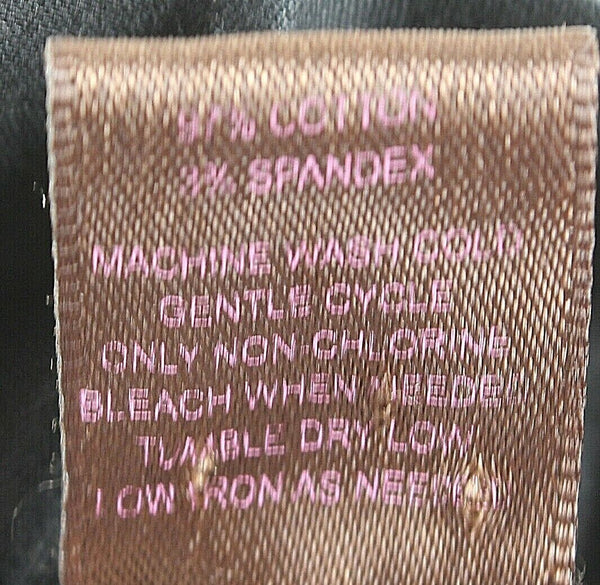 97% COTTON
3% SPANDEX
MACHINE WASH COLD
GENTLE CYCLE
ONLY NON-CHLORINE
BLEACH WHEN NEEDED
TUMBLE DRY LOW
LOW IRON AS NEEDED